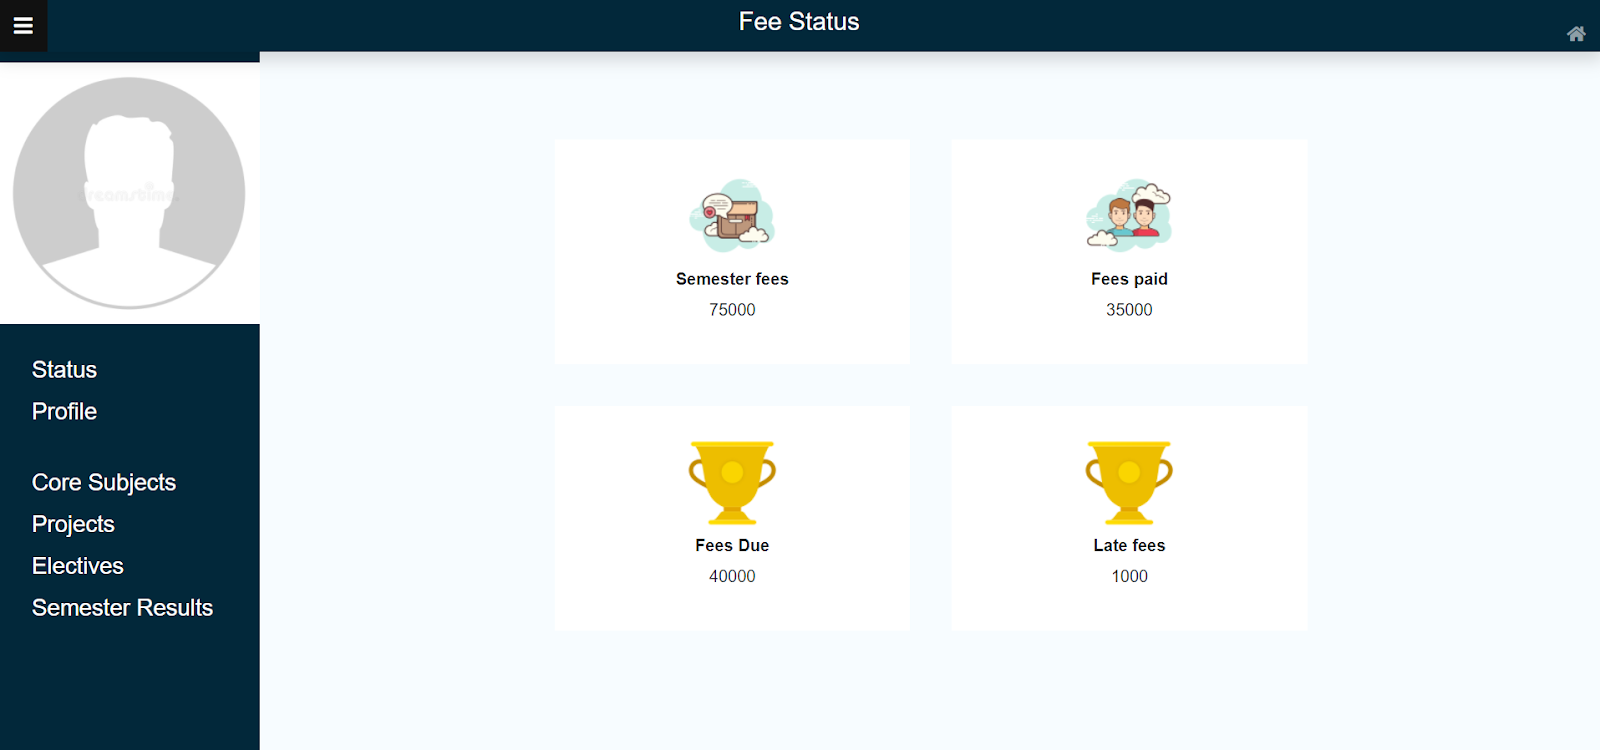 Fee Status
dreamstime
Status
Profile
Core Subjects
Projects
Electives
Semester Results
Semester fees
75000
Fees paid
35000
Fees Due
40000
Late fees
1000